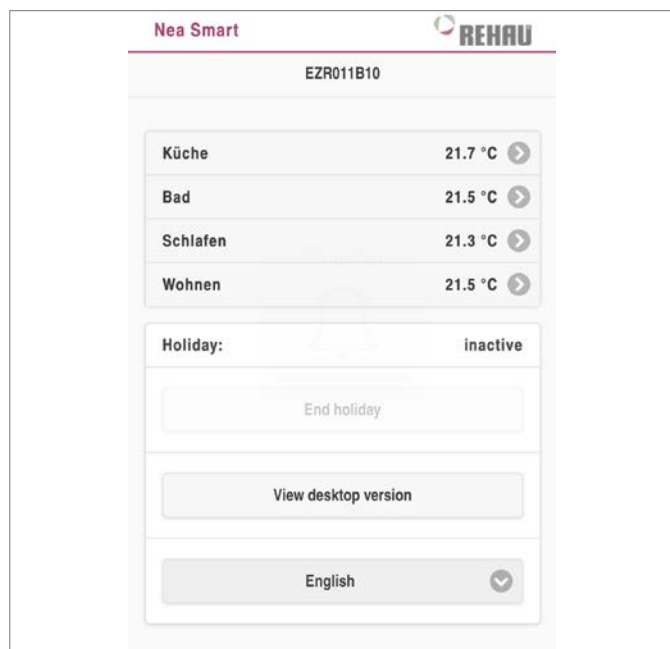 Nea Smart REHAU
EZR011B10
Küche 21.7 °C
Bad 21.5 °C
Schlafen 21.3 °C
Wohnen 21.5 °C
Holiday: inactive
End holiday
View desktop version
English